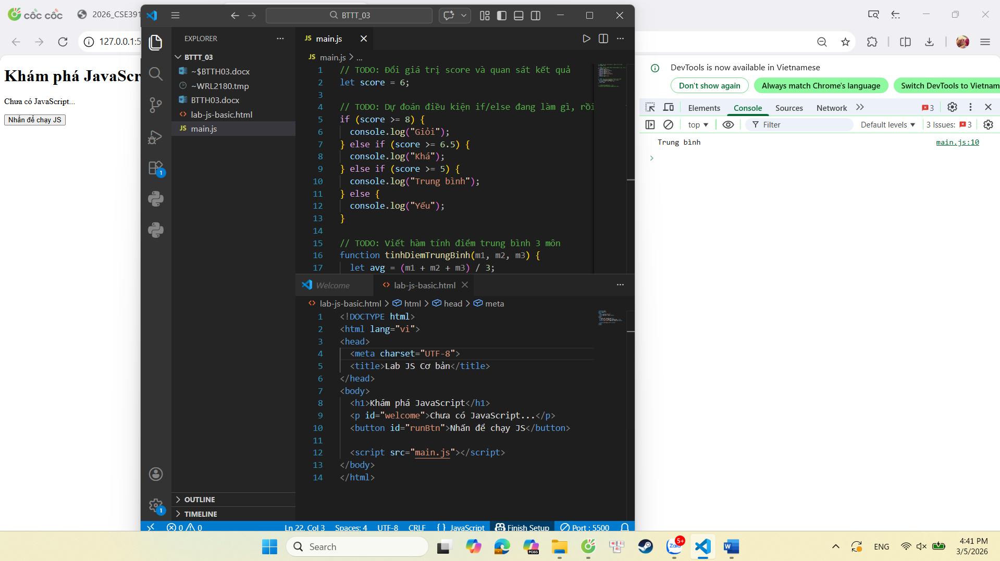 cốc cốc
2026_CSE391
127.0.0.1:5
Khám phá JavaScr
Chưa có JavaScript...
Nhấn để chạy JS
BTTT_03
EXPLORER
BTTT_03
~$BTTH03.docx
~WRL2180.tmp
BTTH03.docx
lab-js-basic.html
JS main.js
1
OUTLINE
TIMELINE
1
JS main.js
JS main.js > ...
1 // TODO: Đổi giá trị score và quan sát kết quả
2 let score = 6;
3
4 // TODO: Dự đoán điều kiện if/else đang làm gì, rồi
5 if (score >= 8) {
6 console.log("Giỏi");
7 } else if (score >= 6.5) {
8 console.log("Khá");
9 } else if (score >= 5) {
10 console.log("Trung bình");
11 } else {
12 console.log("Yếu");
13 }
14
15 // TODO: Viết hàm tính điểm trung bình 3 môn
16 function tinhDiemTrungBinh(m1, m2, m3) {
17 let avg = (m1 + m2 + m3) / 3;
Welcome
lab-js-basic.html
lab-js-basic.html > html > head > meta
1 <!DOCTYPE html>
2 <html lang="vi">
3 <head>
4 <meta charset="UTF-8">
5 <title>Lab JS Cơ bản</title>
6 </head>
7 <body>
8 <h1>Khám phá JavaScript</h1>
9 <p id="welcome">Chưa có JavaScript...</p>
10 <button id="runBtn">Nhấn để chạy JS</button>
11
12 <script src="main.js"></script>
13 </body>
14 </html>
0 0
Ln 22, Col 3 Spaces: 4 UTF-8 CRLF { } JavaScript Finish Setup Port : 5500
DevTools is now available in Vietnamese
Don't show again Always match Chrome's language Switch DevTools to Vietnam
Elements Console Sources Network 3
top Filter Default levels 3 Issues: 3
Trung bình main.js:10
Search
M365
Zalo
5+
ENG
4:41 PM
3/5/2026